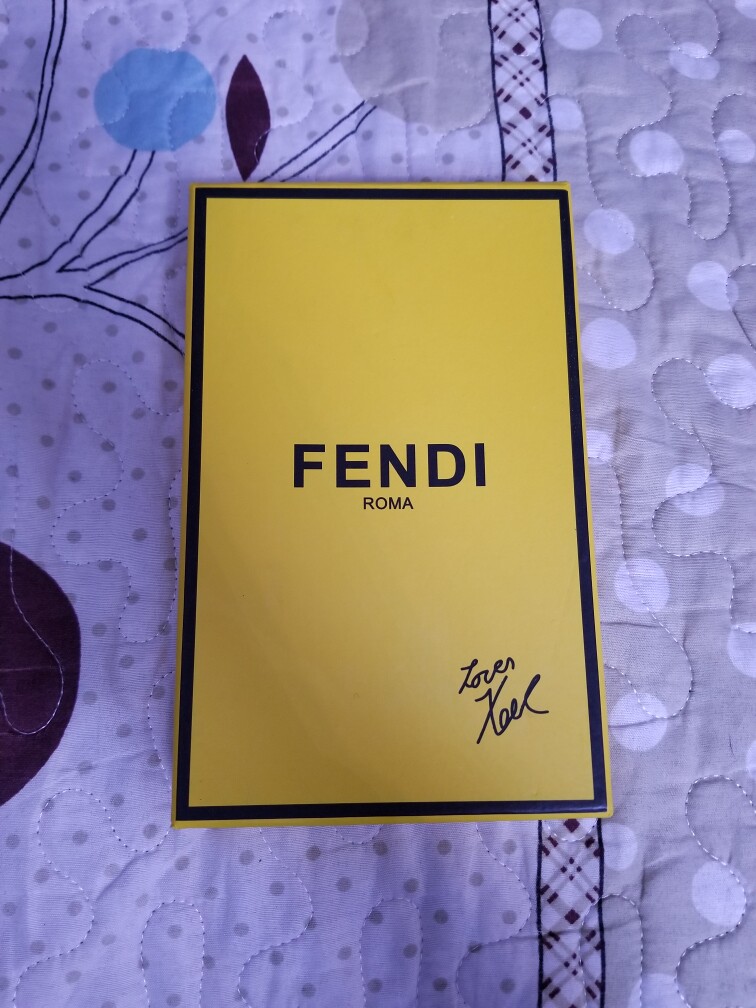 FENDI
ROMA
Loves
Karl